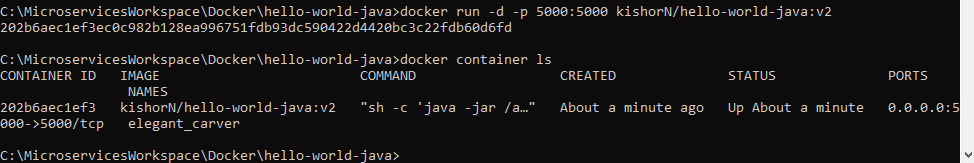 C:\MicroservicesWorkspace\Docker\hello-world-java>docker run -d -p 5000:5000 kishorN/hello-world-java:v2
202b6aec1ef3ec0c982b128ea996751fdb93dc590422d4420bc3c22fdb60d6fd
C:\MicroservicesWorkspace\Docker\hello-world-java>docker container ls
CONTAINER ID IMAGE COMMAND CREATED STATUS PORTS
NAMES
202b6aec1ef3 kishorN/hello-world-java:v2 "sh -c 'java -jar /a…" About a minute ago Up About a minute 0.0.0.0:5
000->5000/tcp elegant_carver
C:\MicroservicesWorkspace\Docker\hello-world-java>